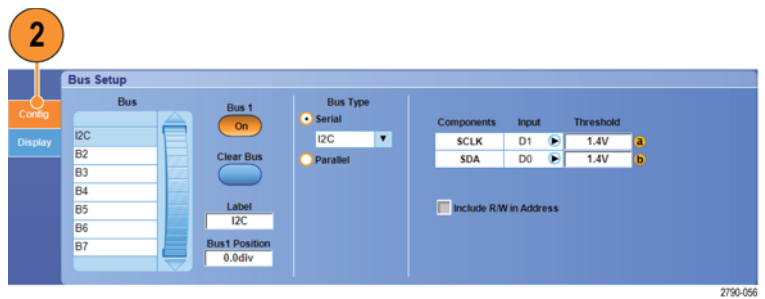 2
Bus Setup
Config
Display
Bus
I2C
B2
B3
B4
B5
B6
B7
Bus 1
On
Clear Bus
Label
I2C
Bus1 Position
0.0div
Bus Type
Serial
I2C
Parallel
Components Input Threshold
SCLK D1 1.4V a
SDA D0 1.4V b
Include R/W in Address
2790-056